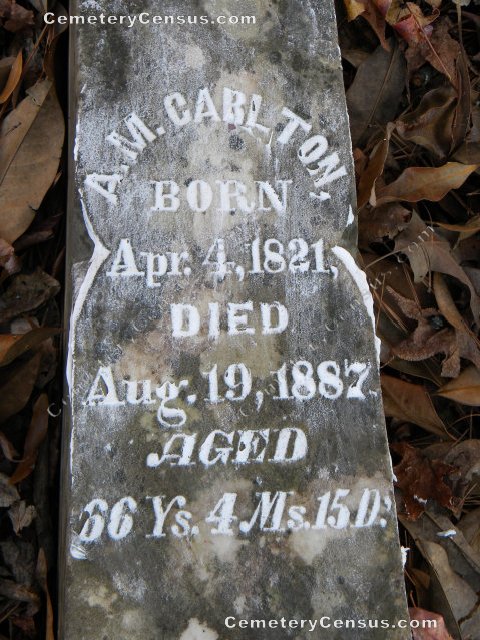 CemeteryCensus.com
A.M. CARLTON,
BORN
Apr. 4, 1821,
DIED
Aug. 19, 1887.
AGED
66 Ys. 4 Ms. 15 D.
CemeteryCensus.com